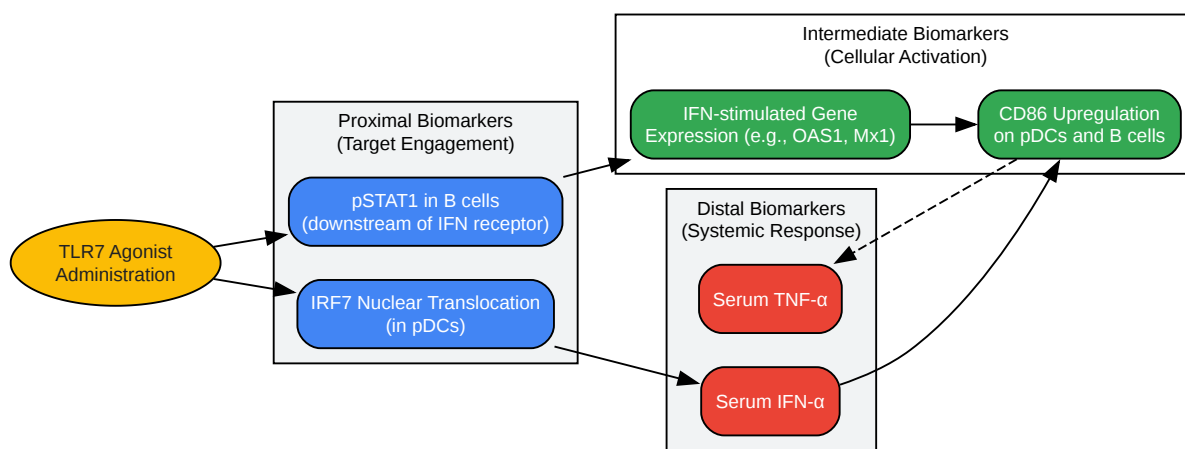 TLR7 Agonist
Administration
Proximal Biomarkers
(Target Engagement)
pSTAT1 in B cells
(downstream of IFN receptor)
IRF7 Nuclear Translocation
(in pDCs)
Intermediate Biomarkers
(Cellular Activation)
IFN-stimulated Gene
Expression (e.g., OAS1, Mx1)
CD86 Upregulation
on pDCs and B cells
Distal Biomarkers
(Systemic Response)
Serum TNF-α
Serum IFN-α